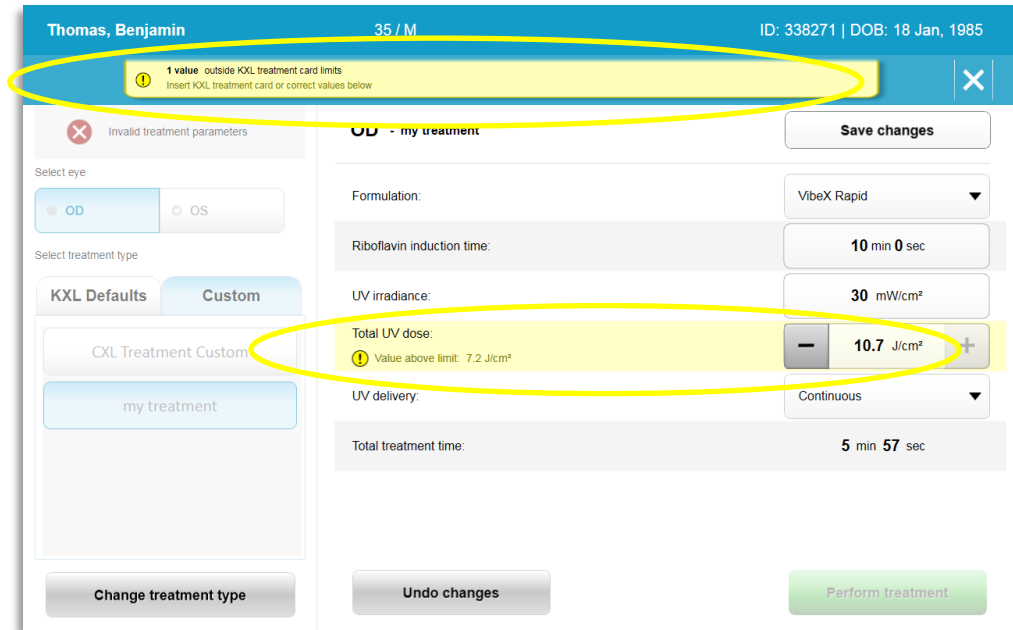 Thomas, Benjamin 35 / M ID: 338271 | DOB: 18 Jan, 1985
1 value outside KXL treatment card limits
Insert KXL treatment card or correct values below
Invalid treatment parameters
OD - my treatment
Save changes
Select eye
OD OS
Select treatment type
KXL Defaults Custom
CXL Treatment Custom
my treatment
Change treatment type
Formulation: VibeX Rapid
Riboflavin induction time: 10 min 0 sec
UV irradiance: 30 mW/cm²
Total UV dose: 10.7 J/cm²
Value above limit: 7.2 J/cm²
UV delivery: Continuous
Total treatment time: 5 min 57 sec
Undo changes
Perform treatment